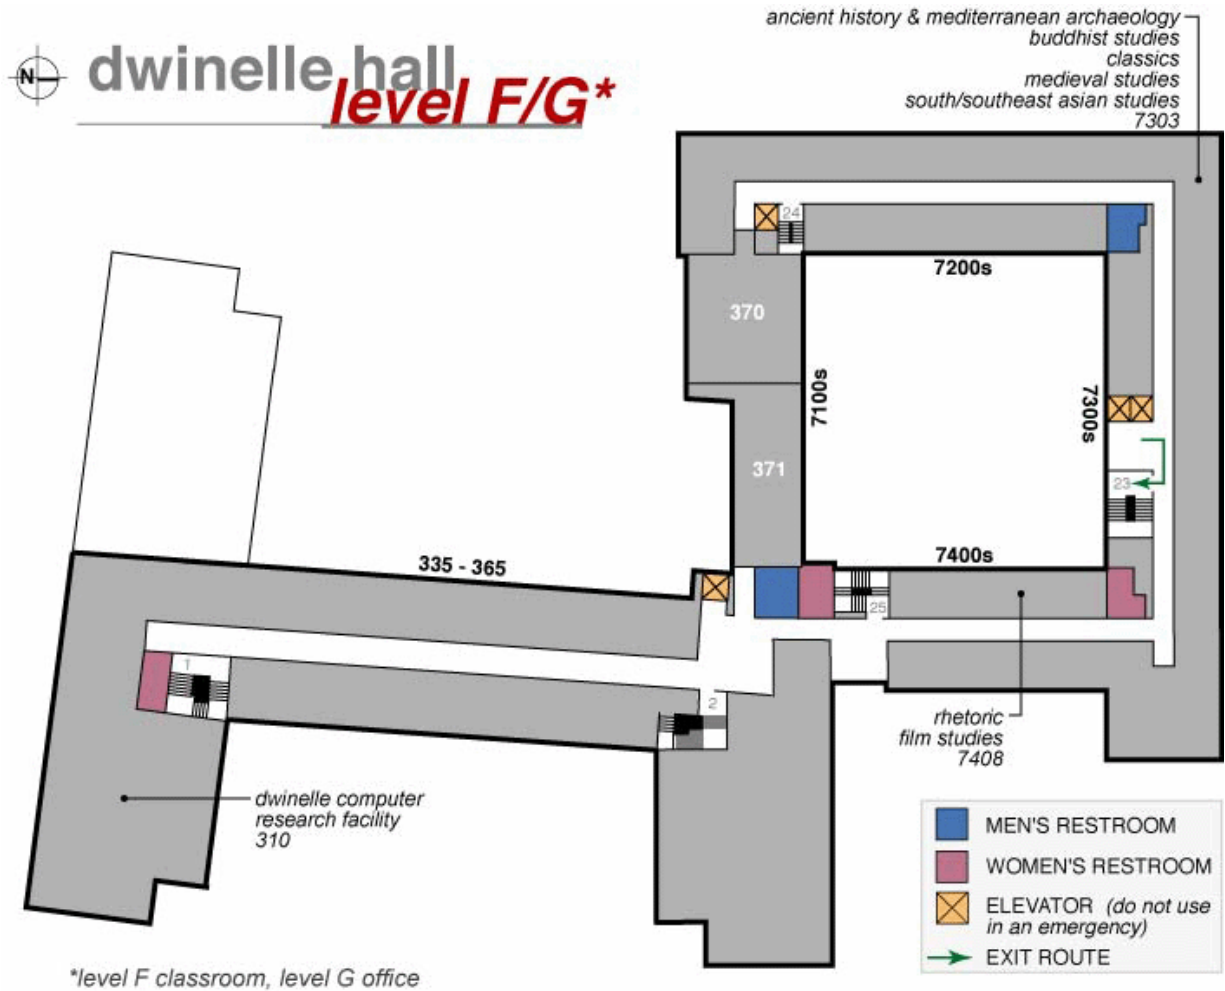 ancient history & mediterranean archaeology
buddhist studies
classics
medieval studies
south/southeast asian studies
7303
N
dwinelle hall
level F/G*
24
7200s
370
7100s
7300s
371
23
7400s
335 - 365
25
1
2
rhetoric
film studies
7408
dwinelle computer
research facility
310
MEN'S RESTROOM
WOMEN'S RESTROOM
ELEVATOR (do not use
in an emergency)
EXIT ROUTE
*level F classroom, level G office